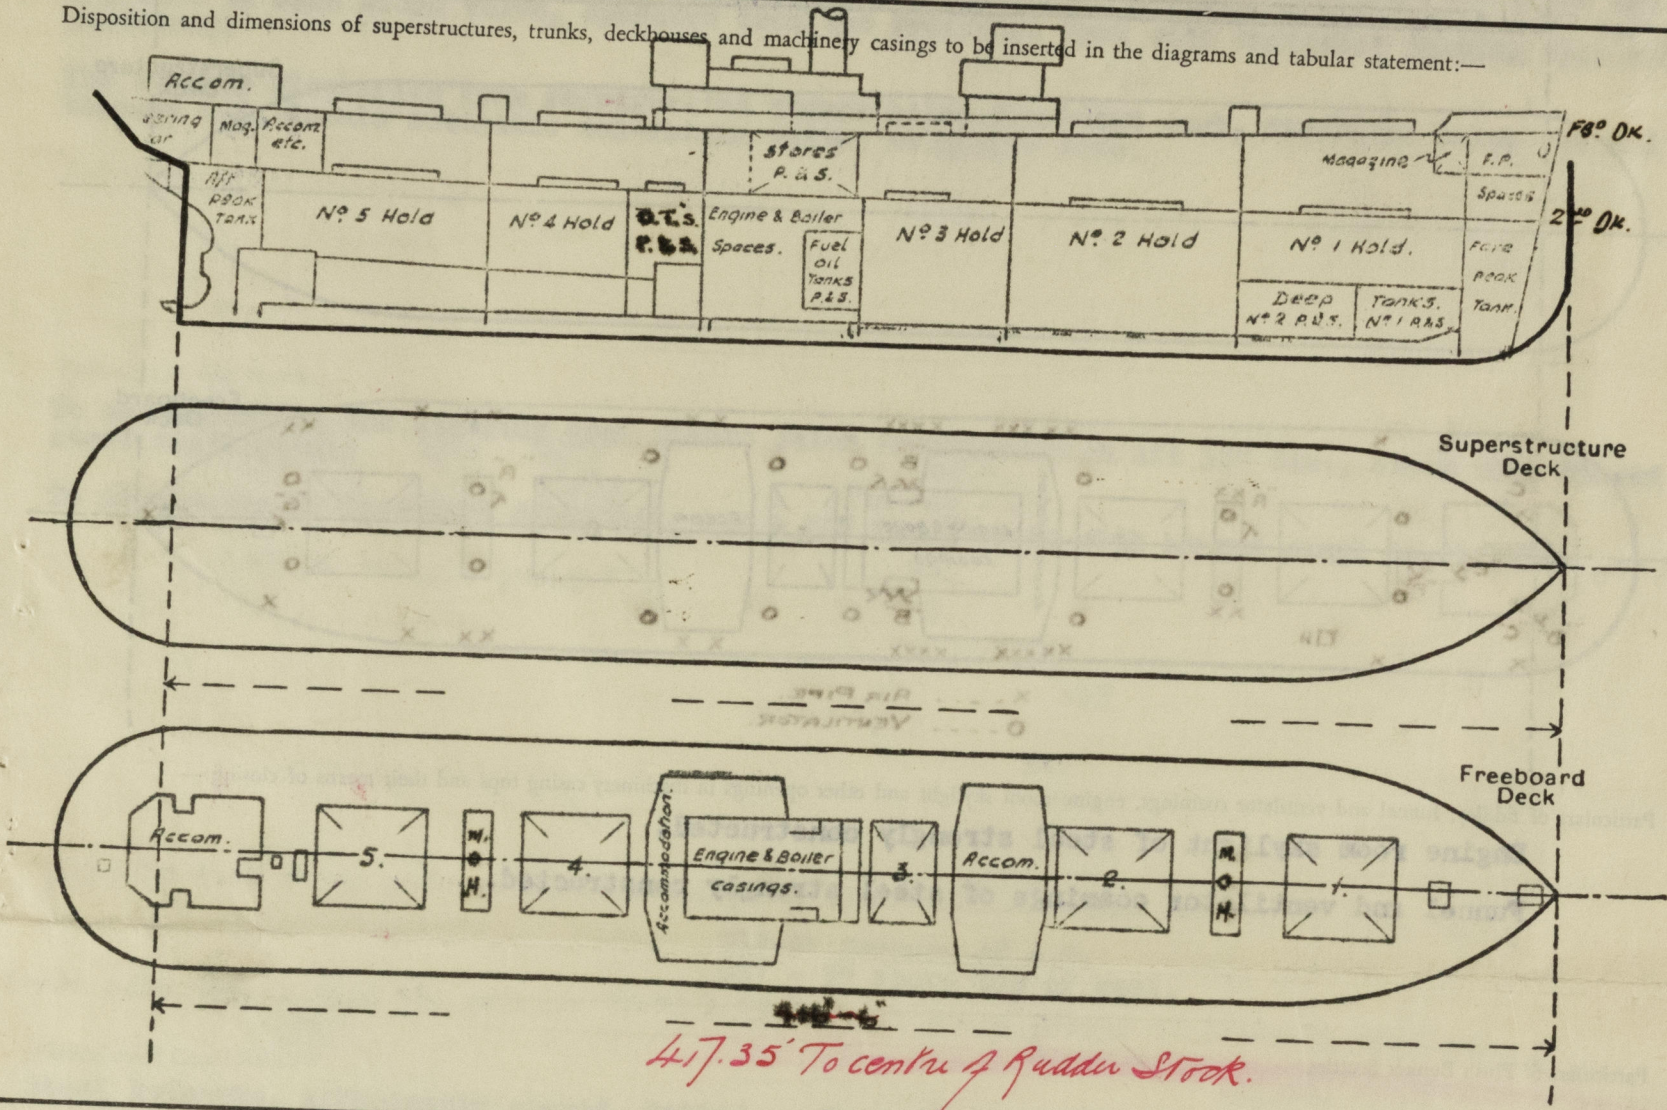 Disposition and dimensions of superstructures, trunks, deckhouses and machinery casings to be inserted in the diagrams and tabular statement:—
Accom.
Mag.
Accom
etc.
Stores
P. & S.
Magazine
F.P.
Spaces
FBD DK.
2ND DK.
Aft
Peak
Tank
No 5 Hold
No 4 Hold
D.T.'s.
P. & S.
Engine & Boiler
Spaces.
Fuel
Oil
Tanks
P.&S.
No 3 Hold
No. 2 Hold
No. 1 Hold.
Deep
No 2 P.&S.
Tanks.
No 1 P.&S.
Fore
Peak
Tank.
Superstructure
Deck
Freeboard
Deck
Accom.
5.
M.
O
H.
4.
Accommodation.
Engine & Boiler
casings.
3.
Accom.
2.
M.
O
H.
1.
417.35' To centre of Rudder Stock.